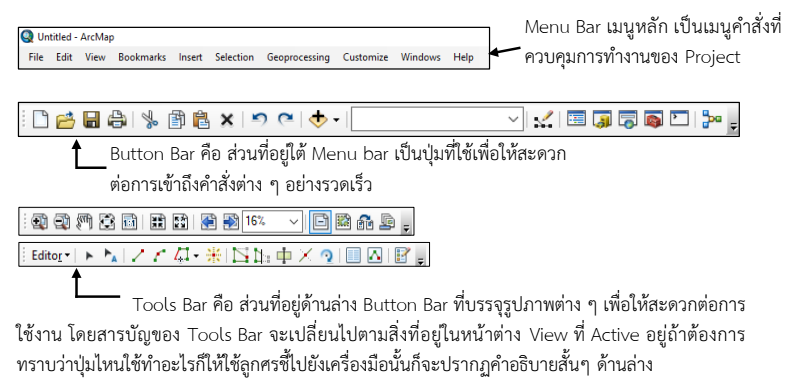 Untitled - ArcMap
File Edit View Bookmarks Insert Selection Geoprocessing Customize Windows Help
Menu Bar เมนูหลัก เป็นเมนูคำสั่งที่
ควบคุมการทำงานของ Project
Button Bar คือ ส่วนที่อยู่ใต้ Menu bar เป็นปุ่มที่ใช้เพื่อให้สะดวก
ต่อการเข้าถึงคำสั่งต่าง ๆ อย่างรวดเร็ว
1:1 16%
Editor
Tools Bar คือ ส่วนที่อยู่ด้านล่าง Button Bar ที่บรรจุรูปภาพต่าง ๆ เพื่อให้สะดวกต่อการ
ใช้งาน โดยสารบัญของ Tools Bar จะเปลี่ยนไปตามสิ่งที่อยู่ในหน้าต่าง View ที่ Active อยู่ถ้าต้องการ
ทราบว่าปุ่มไหนใช้ทำอะไรก็ให้ใช้ลูกศรชี้ไปยังเครื่องมือนั้นก็จะปรากฏคำอธิบายสั้นๆ ด้านล่าง